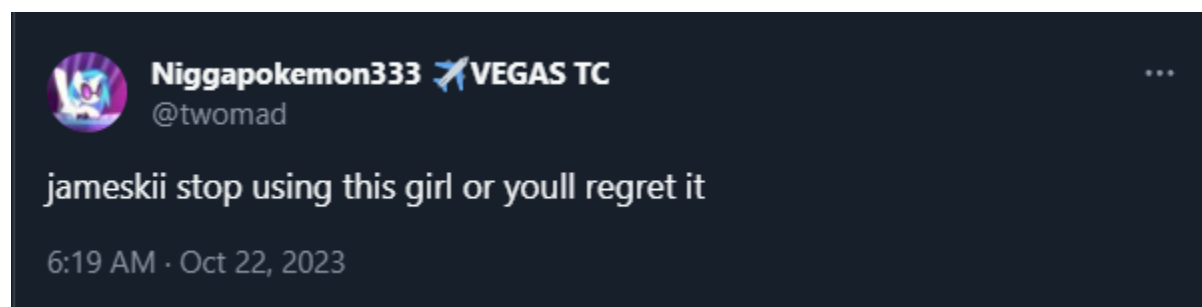 Niggapokemon333 ✈️VEGAS TC
@twomad
jameskii stop using this girl or youll regret it
6:19 AM · Oct 22, 2023